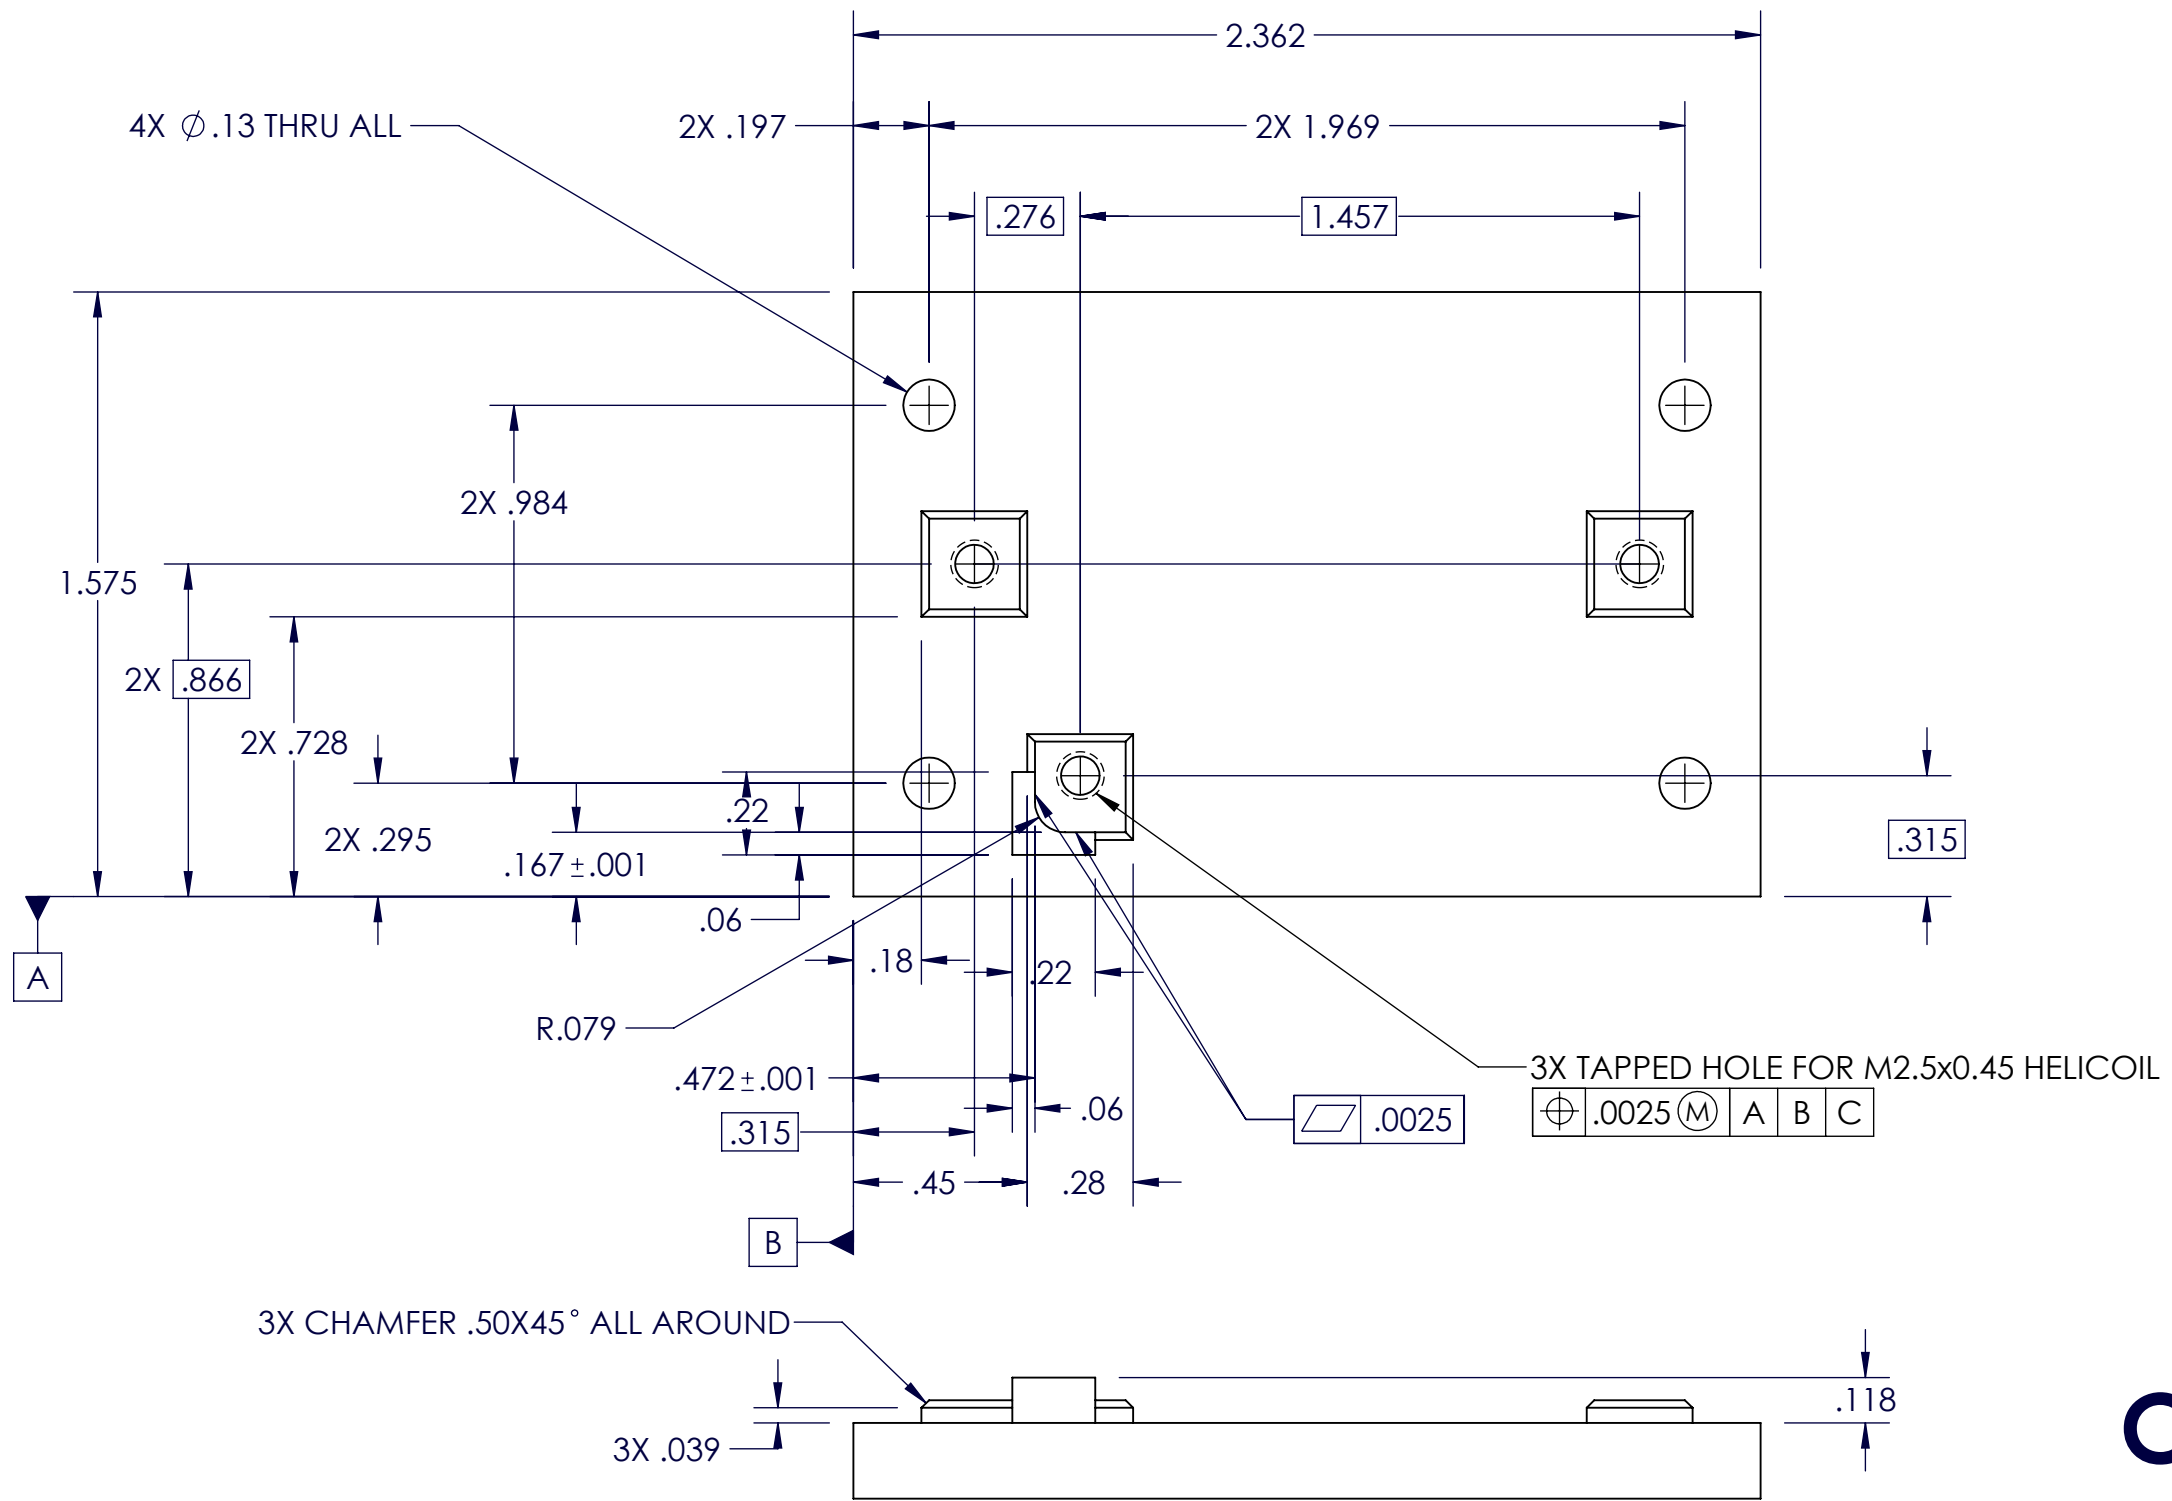 2.362
4X ∅.13 THRU ALL
2X .197
2X 1.969
.276
1.457
2X .984
1.575
2X .866
2X .728
.22
2X .295
.315
.167±.001
.06
.18
.22
A
R.079
.472±.001
.06
3X TAPPED HOLE FOR M2.5x0.45 HELICOIL
⌖ .0025 Ⓜ A B C
⏥ .0025
.315
.45
.28
B
3X CHAMFER .50X45° ALL AROUND
.118
3X .039